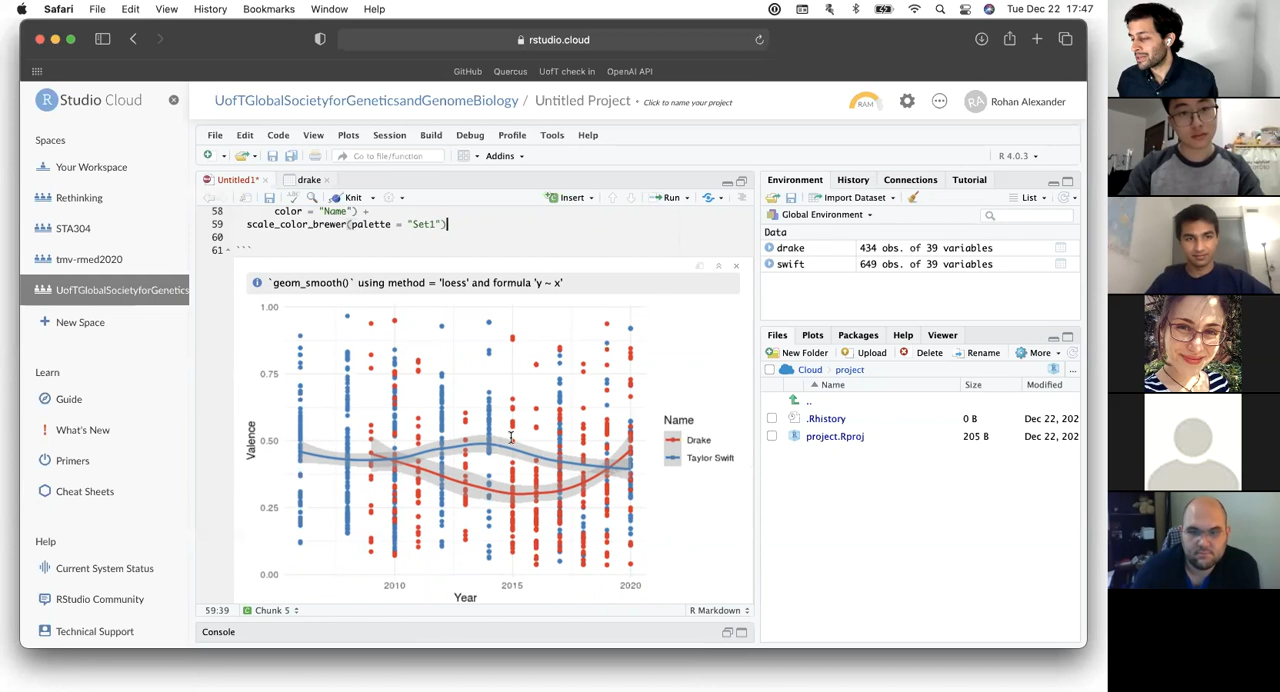 Safari File Edit View History Bookmarks Window Help Tue Dec 22 17:47
rstudio.cloud
GitHub Quercus UofT check in OpenAI API
R Studio Cloud UofTGlobalSocietyforGeneticsandGenomeBiology / Untitled Project Click to name your project RAM RA Rohan Alexander
File Edit Code View Plots Session Build Debug Profile Tools Help
Go to file/function Addins R 4.0.3
Spaces
Your Workspace
Rethinking
STA304
tmv-rmed2020
UofTGlobalSocietyforGenetics
New Space
Learn
Guide
What's New
Primers
Cheat Sheets
Help
Current System Status
RStudio Community
Technical Support
Untitled1* drake
Knit Insert Run
58 color = "Name") +
59 scale_color_brewer(palette = "Set1")
60
61 ```
`geom_smooth()` using method = 'loess' and formula 'y ~ x'
1.00
0.75
0.50
0.25
0.00
Valence
2010 2015 2020
Year
Name
Drake
Taylor Swift
59:39 Chunk 5 R Markdown
Console
Environment History Connections Tutorial
Import Dataset List
Global Environment
Data
drake 434 obs. of 39 variables
swift 649 obs. of 39 variables
Files Plots Packages Help Viewer
New Folder Upload Delete Rename More
Cloud project R ...
Name Size Modified
..
.Rhistory 0 B Dec 22, 202
project.Rproj 205 B Dec 22, 202